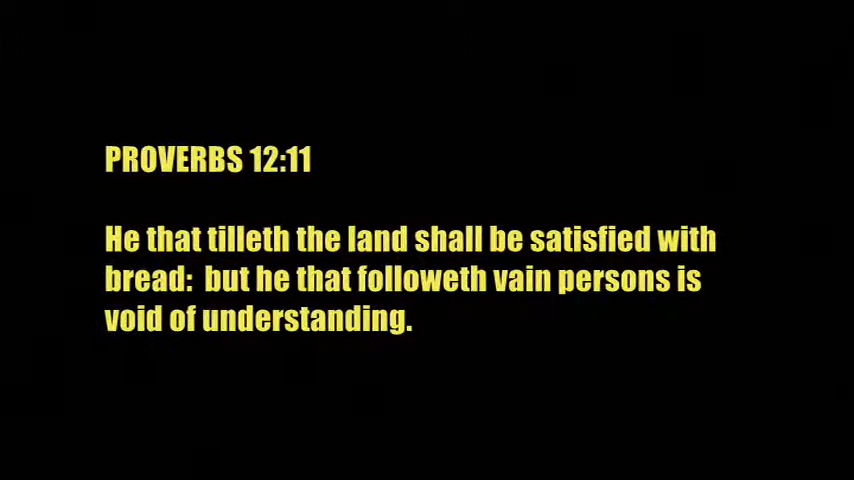 PROVERBS 12:11
He that tilleth the land shall be satisfied with
bread:  but he that followeth vain persons is
void of understanding.